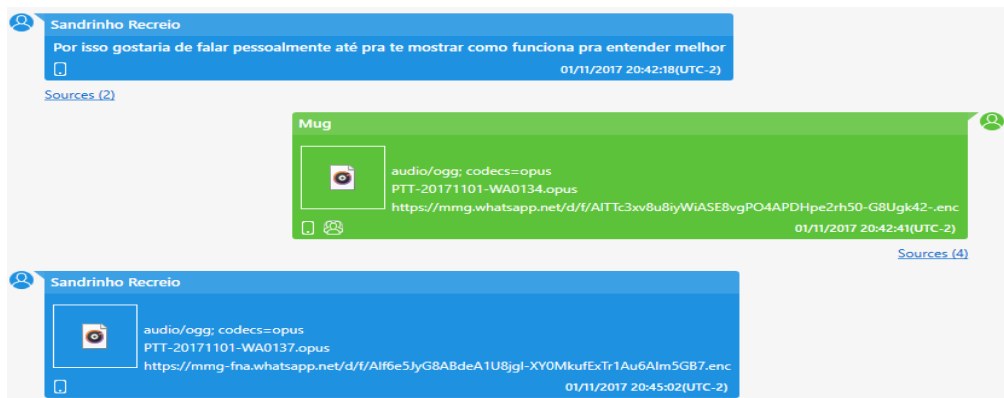 Sandrinho Recreio
Por isso gostaria de falar pessoalmente até pra te mostrar como funciona pra entender melhor
01/11/2017 20:42:18(UTC-2)
Sources (2)
Mug
audio/ogg; codecs=opus
PTT-20171101-WA0134.opus
https://mmg.whatsapp.net/d/f/AlTTc3xv8u8iyWiASE8vgPO4APDHpe2rh50-G8Ugk42-.enc
01/11/2017 20:42:41(UTC-2)
Sources (4)
Sandrinho Recreio
audio/ogg; codecs=opus
PTT-20171101-WA0137.opus
https://mmg-fna.whatsapp.net/d/f/Alf6e5JyG8ABdeA1U8jgl-XY0MkufExTr1Au6Alm5GB7.enc
01/11/2017 20:45:02(UTC-2)